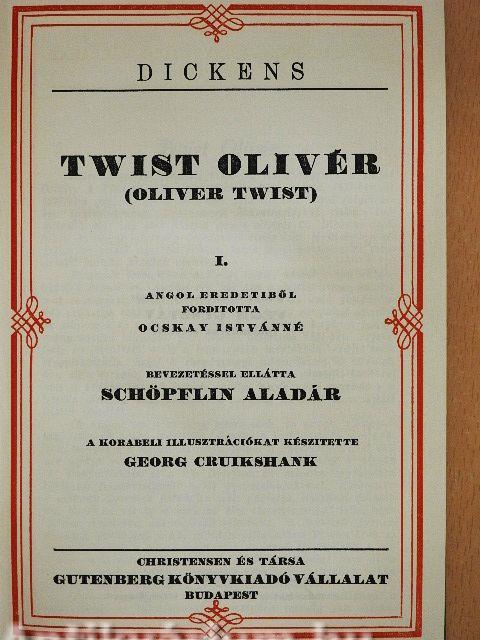 DICKENS
TWIST OLIVÉR
(OLIVER TWIST)
I.
ANGOL EREDETIBŐL
FORDITOTTA
OCSKAY ISTVÁNNÉ
BEVEZETÉSSEL ELLÁTTA
SCHÖPFLIN ALADÁR
A KORABELI ILLUSZTRÁCIÓKAT KÉSZITETTE
GEORG CRUIKSHANK
CHRISTENSEN ÉS TÁRSA
GUTENBERG KÖNYVKIADÓ VÁLLALAT
BUDAPEST